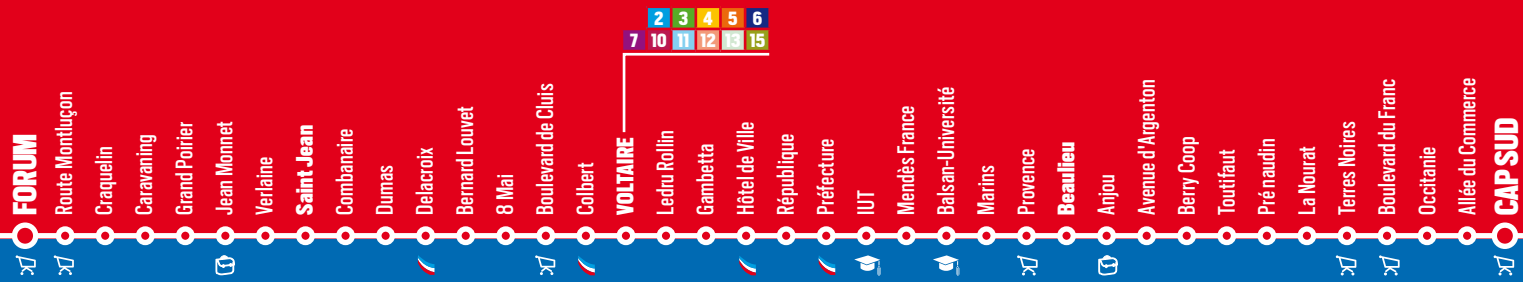 2 3 4 5 6
7 10 11 12 13 15
FORUM
Route Montluçon
Craquelin
Caravaning
Grand Poirier
Jean Monnet
Verlaine
Saint Jean
Combanaire
Dumas
Delacroix
Bernard Louvet
8 Mai
Boulevard de Cluis
Colbert
VOLTAIRE
Ledru Rollin
Gambetta
Hôtel de Ville
République
Préfecture
IUT
Mendès France
Balsan-Université
Marins
Provence
Beaulieu
Anjou
Avenue d'Argenton
Berry Coop
Toutifaut
Pré naudin
La Nourat
Terres Noires
Boulevard du Franc
Occitanie
Allée du Commerce
CAP SUD